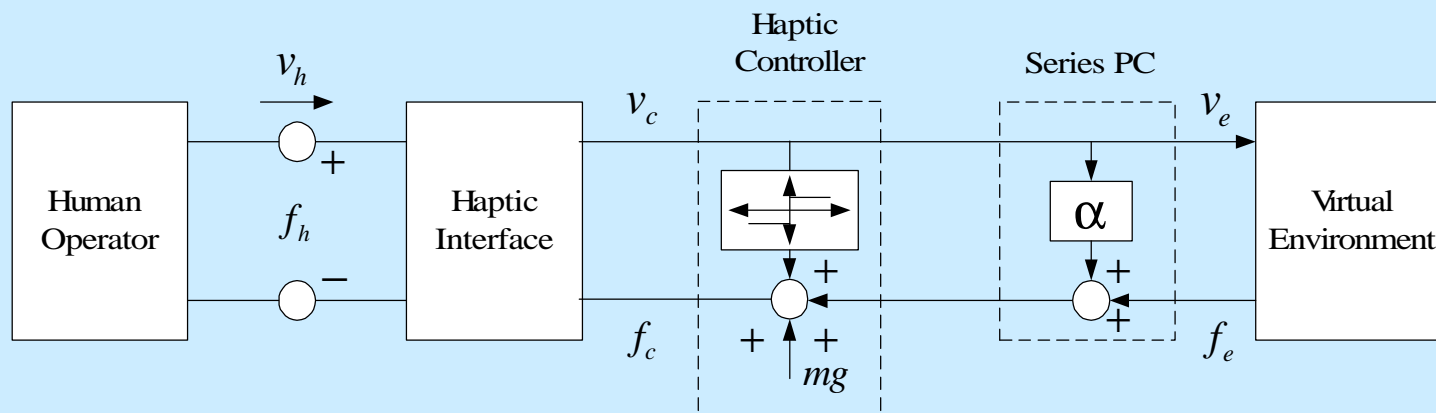 Haptic
Controller
Series PC
v_h
v_c
v_e
+
Human
Operator
f_h
Haptic
Interface
α
Virtual
Environment
−
+
+
+
+
+
f_c
mg
f_e